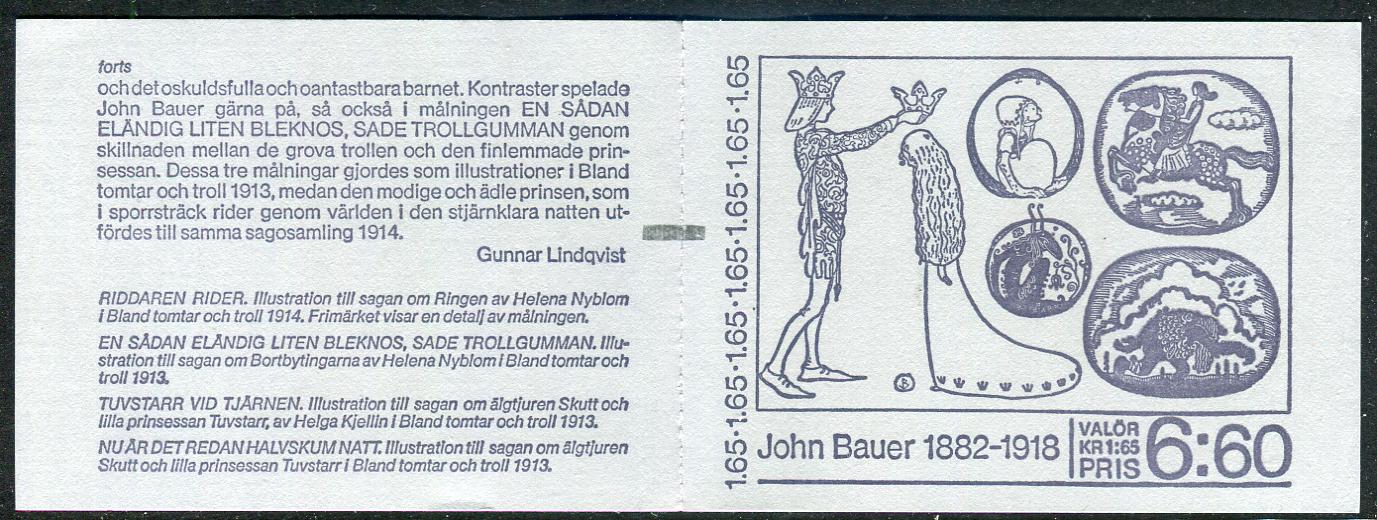 forts
och det oskuldsfulla och oantastbara barnet. Kontraster spelade
John Bauer gärna på, så också i målningen EN SÅDAN
ELÄNDIG LITEN BLEKNOS, SADE TROLLGUMMAN genom
skillnaden mellan de grova trollen och den finlemmade prin-
sessan. Dessa tre målningar gjordes som illustrationer i Bland
tomtar och troll 1913, medan den modige och ädle prinsen, som
i sporrsträck rider genom världen i den stjärnklara natten ut-
fördes till samma sagosamling 1914.
Gunnar Lindqvist
RIDDAREN RIDER. Illustration till sagan om Ringen av Helena Nyblom
i Bland tomtar och troll 1914. Frimärket visar en detalj av målningen.
EN SÅDAN ELÄNDIG LITEN BLEKNOS, SADE TROLLGUMMAN. Illu-
stration till sagan om Bortbytingarna av Helena Nyblom i Bland tomtar och
troll 1913.
TUVSTARR VID TJÄRNEN. Illustration till sagan om älgtjuren Skutt och
lilla prinsessan Tuvstarr, av Helga Kjellin i Bland tomtar och troll 1913.
NU ÄR DET REDAN HALVSKUM NATT. Illustration till sagan om älgtjuren
Skutt och lilla prinsessan Tuvstarr i Bland tomtar och troll 1913.
1.65·1.65·1.65·1.65·1.65·1.65·1.65
B
John Bauer 1882-1918
VALÖR
KR 1:65
PRIS
6:60